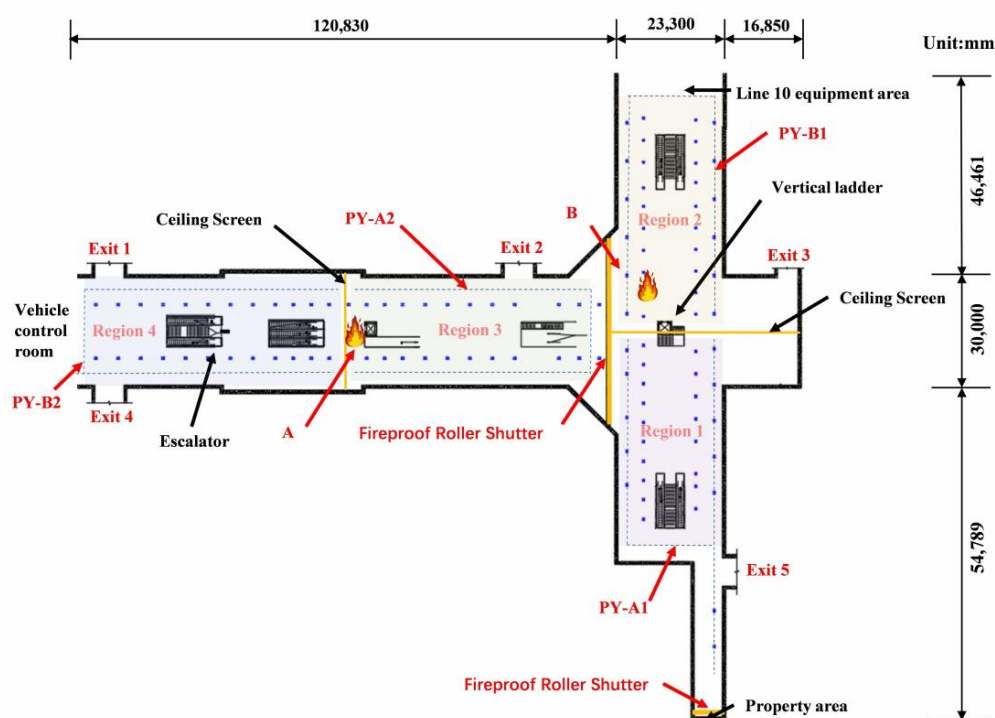 120,830
23,300
16,850
Unit:mm
Line 10 equipment area
PY-B1
46,461
Vertical ladder
Ceiling Screen
PY-A2
B
Region 2
Exit 1
Exit 2
Exit 3
Vehicle
control
room
Region 4
Region 3
Ceiling Screen
30,000
PY-B2
Exit 4
Escalator
A
Fireproof Roller Shutter
Region 1
54,789
Exit 5
PY-A1
Fireproof Roller Shutter
Property area